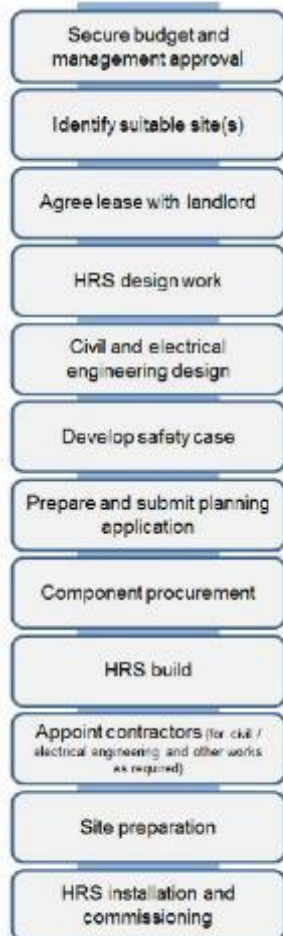 Secure budget and
management approval
Identify suitable site(s)
Agree lease with landlord
HRS design work
Civil and electrical
engineering design
Develop safety case
Prepare and submit planning
application
Component procurement
HRS build
Appoint contractors (for civil /
electrical engineering and other works
as required)
Site preparation
HRS installation and
commissioning